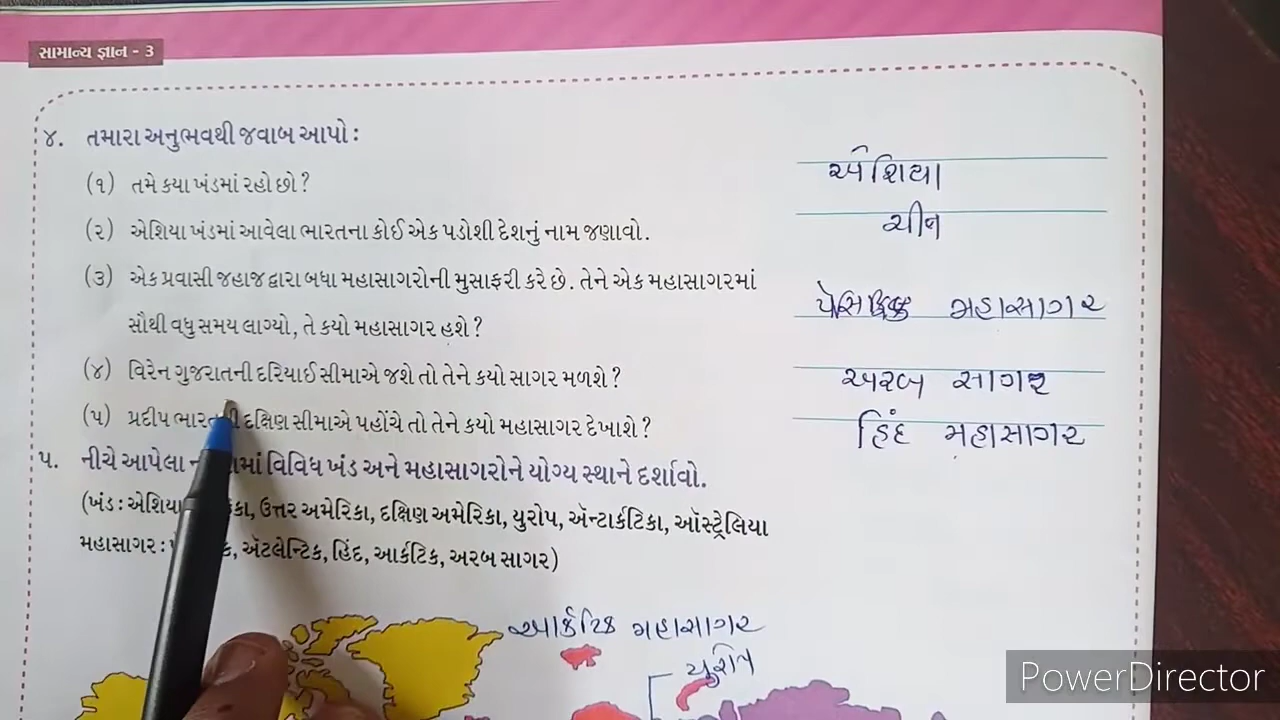 સામાન્ય જ્ઞાન - 3
૪. તમારા અનુભવથી જવાબ આપો :
(૧) તમે કયા ખંડમાં રહો છો ? એશિયા
(૨) એશિયા ખંડમાં આવેલા ભારતના કોઈ એક પડોશી દેશનું નામ જણાવો. ચીન
(૩) એક પ્રવાસી જહાજ દ્વારા બધા મહાસાગરોની મુસાફરી કરે છે. તેને એક મહાસાગરમાં
સૌથી વધુ સમય લાગ્યો, તે કયો મહાસાગર હશે ? પેસિફિક મહાસાગર
(૪) વિરેન ગુજરાતની દરિયાઈ સીમાએ જશે તો તેને કયો સાગર મળશે ? અરબ સાગર
(૫) પ્રદીપ દક્ષિણ સીમાએ પહોંચે તો તેને કયો મહાસાગર દેખાશે ? હિંદ મહાસાગર
૫. નીચે આપેલા વિવિધ ખંડ અને મહાસાગરોને યોગ્ય સ્થાને દર્શાવો.
(ખંડ : એશિયા ઉત્તર અમેરિકા, દક્ષિણ અમેરિકા, યુરોપ, ઍન્ટાર્કટિકા, ઑસ્ટ્રેલિયા
મહાસાગર : ઍટલેન્ટિક, હિંદ, આર્કટિક, અરબ સાગર)
આર્કટિક મહાસાગર
યુરોપ
PowerDirector